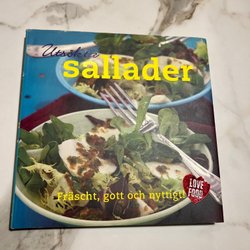 Utsökta
sallader
Fräscht, gott och nyttigt!
LOVE
FOOD